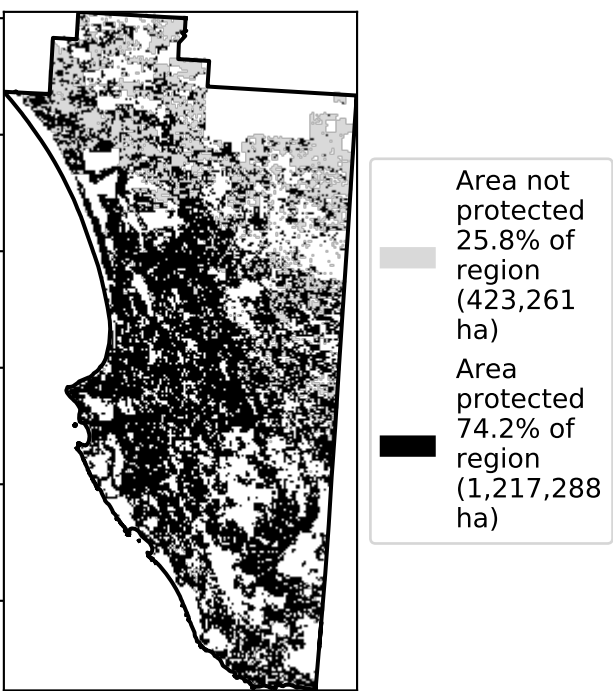 Area not
protected
25.8% of
region
(423,261
ha)
Area
protected
74.2% of
region
(1,217,288
ha)